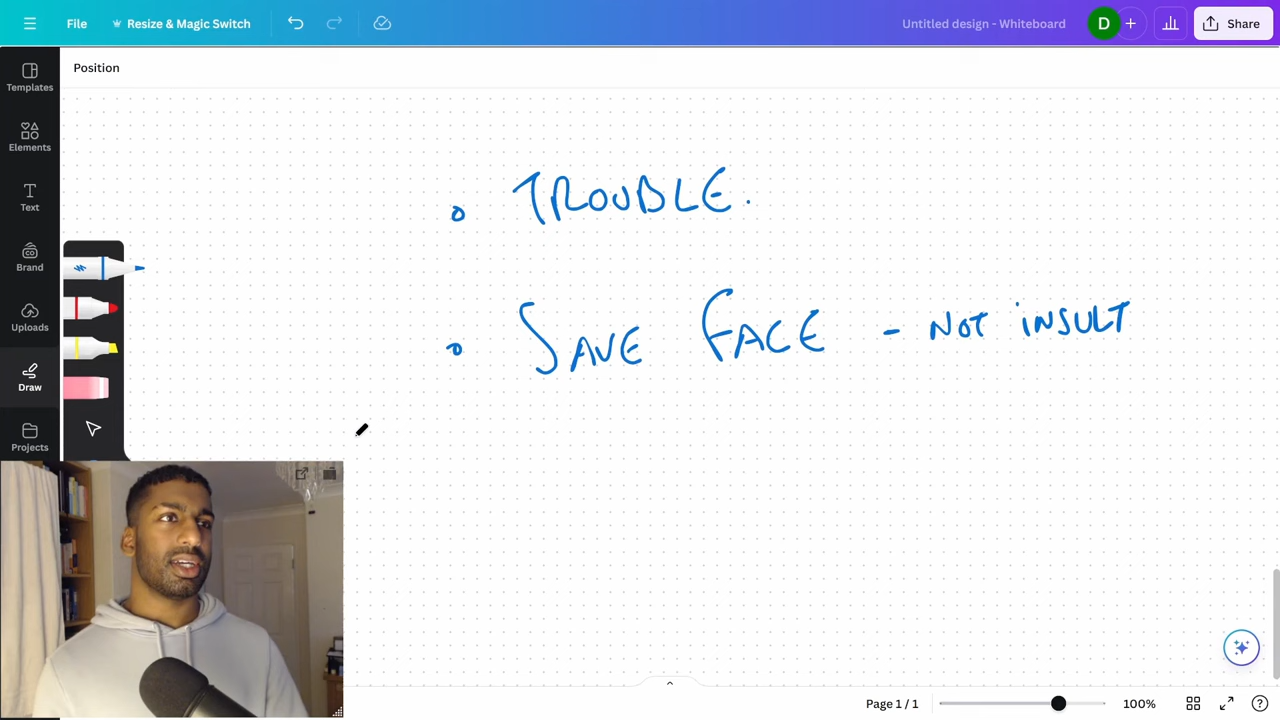 File
Resize & Magic Switch
Untitled design - Whiteboard
D
+
Share
Templates
Elements
Text
Brand
Uploads
Draw
Projects
Position
TROUBLE.
SAVE FACE - NOT INSULT
Page 1 / 1
100%